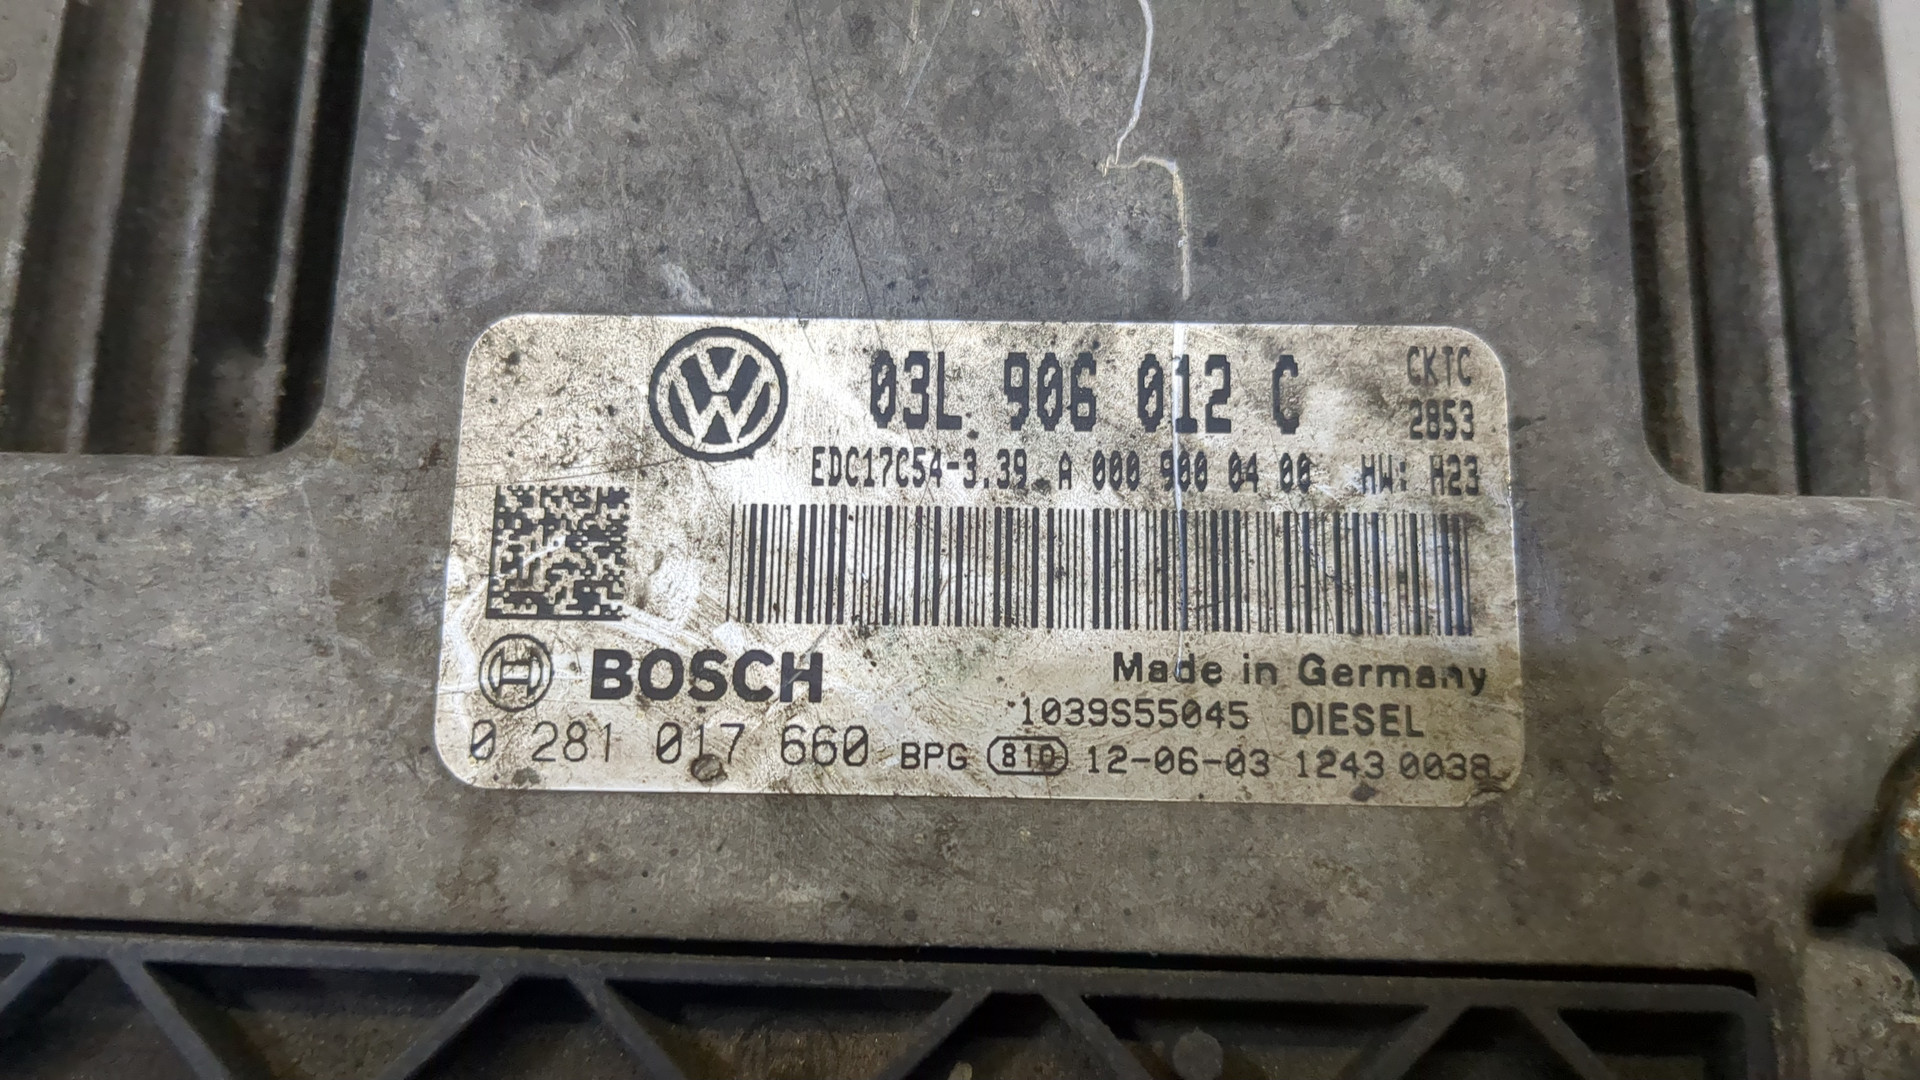 03L 906 012 C
CKTC
2853
EDC17C54-3.39 A 000 900 04 00 HW: H23
BOSCH
Made in Germany
1039S55045 DIESEL
0 281 017 660 BPG 810 12-06-03 1243 0038